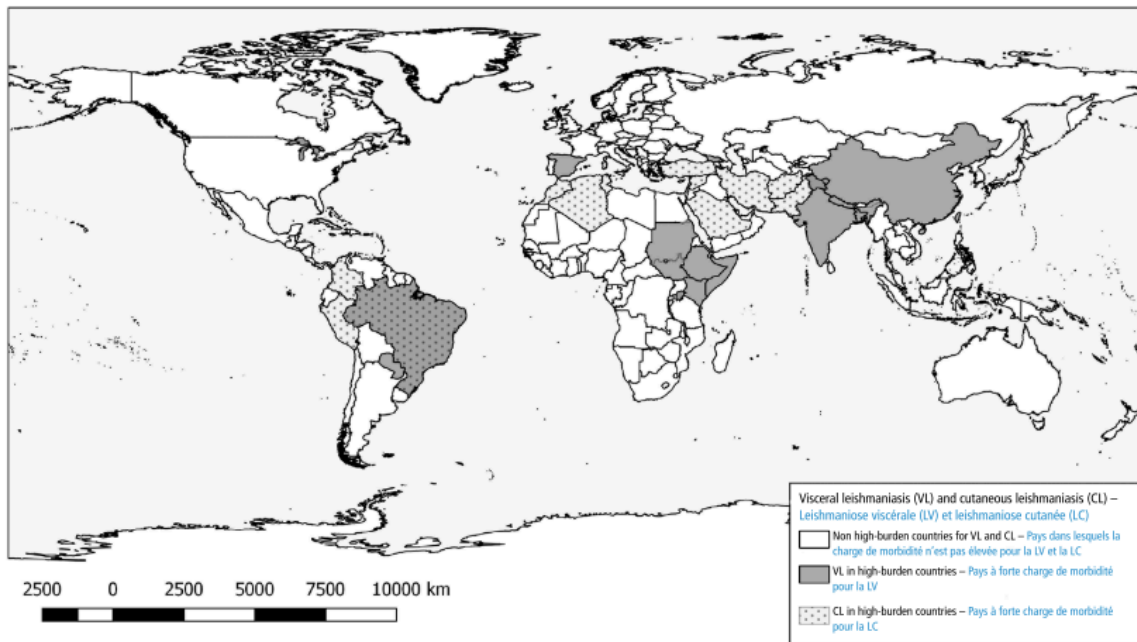 Visceral leishmaniasis (VL) and cutaneous leishmaniasis (CL) –
Leishmaniose viscérale (LV) et leishmaniose cutanée (LC)
Non high-burden countries for VL and CL – Pays dans lesquels la
charge de morbidité n'est pas élevée pour la LV et la LC
VL in high-burden countries – Pays à forte charge de morbidité
pour la LV
CL in high-burden countries – Pays à forte charge de morbidité
pour la LC
2500 0 2500 5000 7500 10000 km